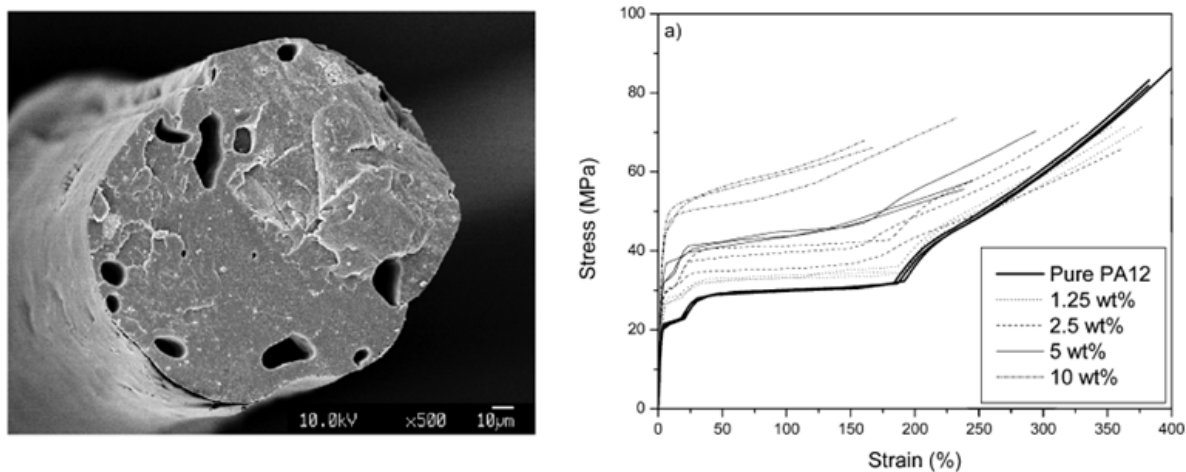 10.0kV ×500 10μm
a)
Stress (MPa)
100
80
60
40
20
0
Pure PA12
1.25 wt%
2.5 wt%
5 wt%
10 wt%
0 50 100 150 200 250 300 350 400
Strain (%)